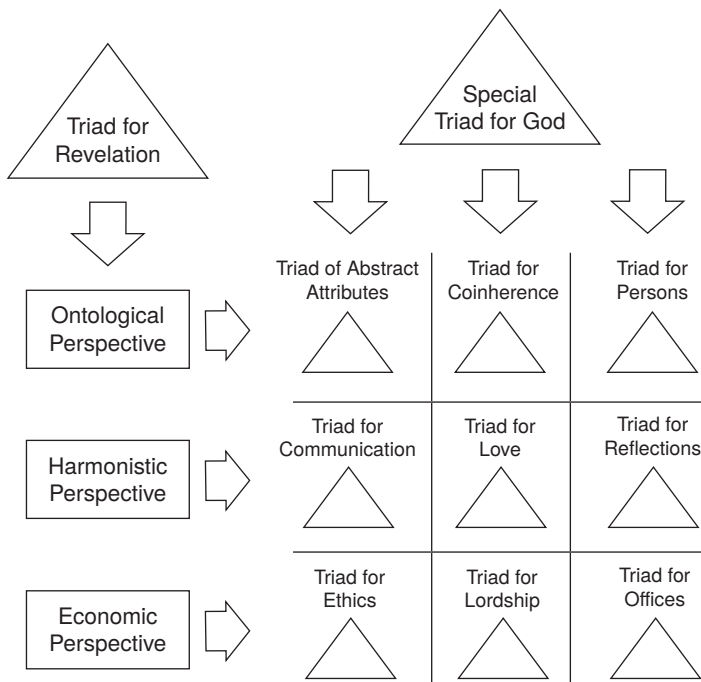 Triad for
Revelation
Special
Triad for God
Ontological
Perspective
Triad of Abstract
Attributes
Triad for
Coinherence
Triad for
Persons
Harmonistic
Perspective
Triad for
Communication
Triad for
Love
Triad for
Reflections
Economic
Perspective
Triad for
Ethics
Triad for
Lordship
Triad for
Offices